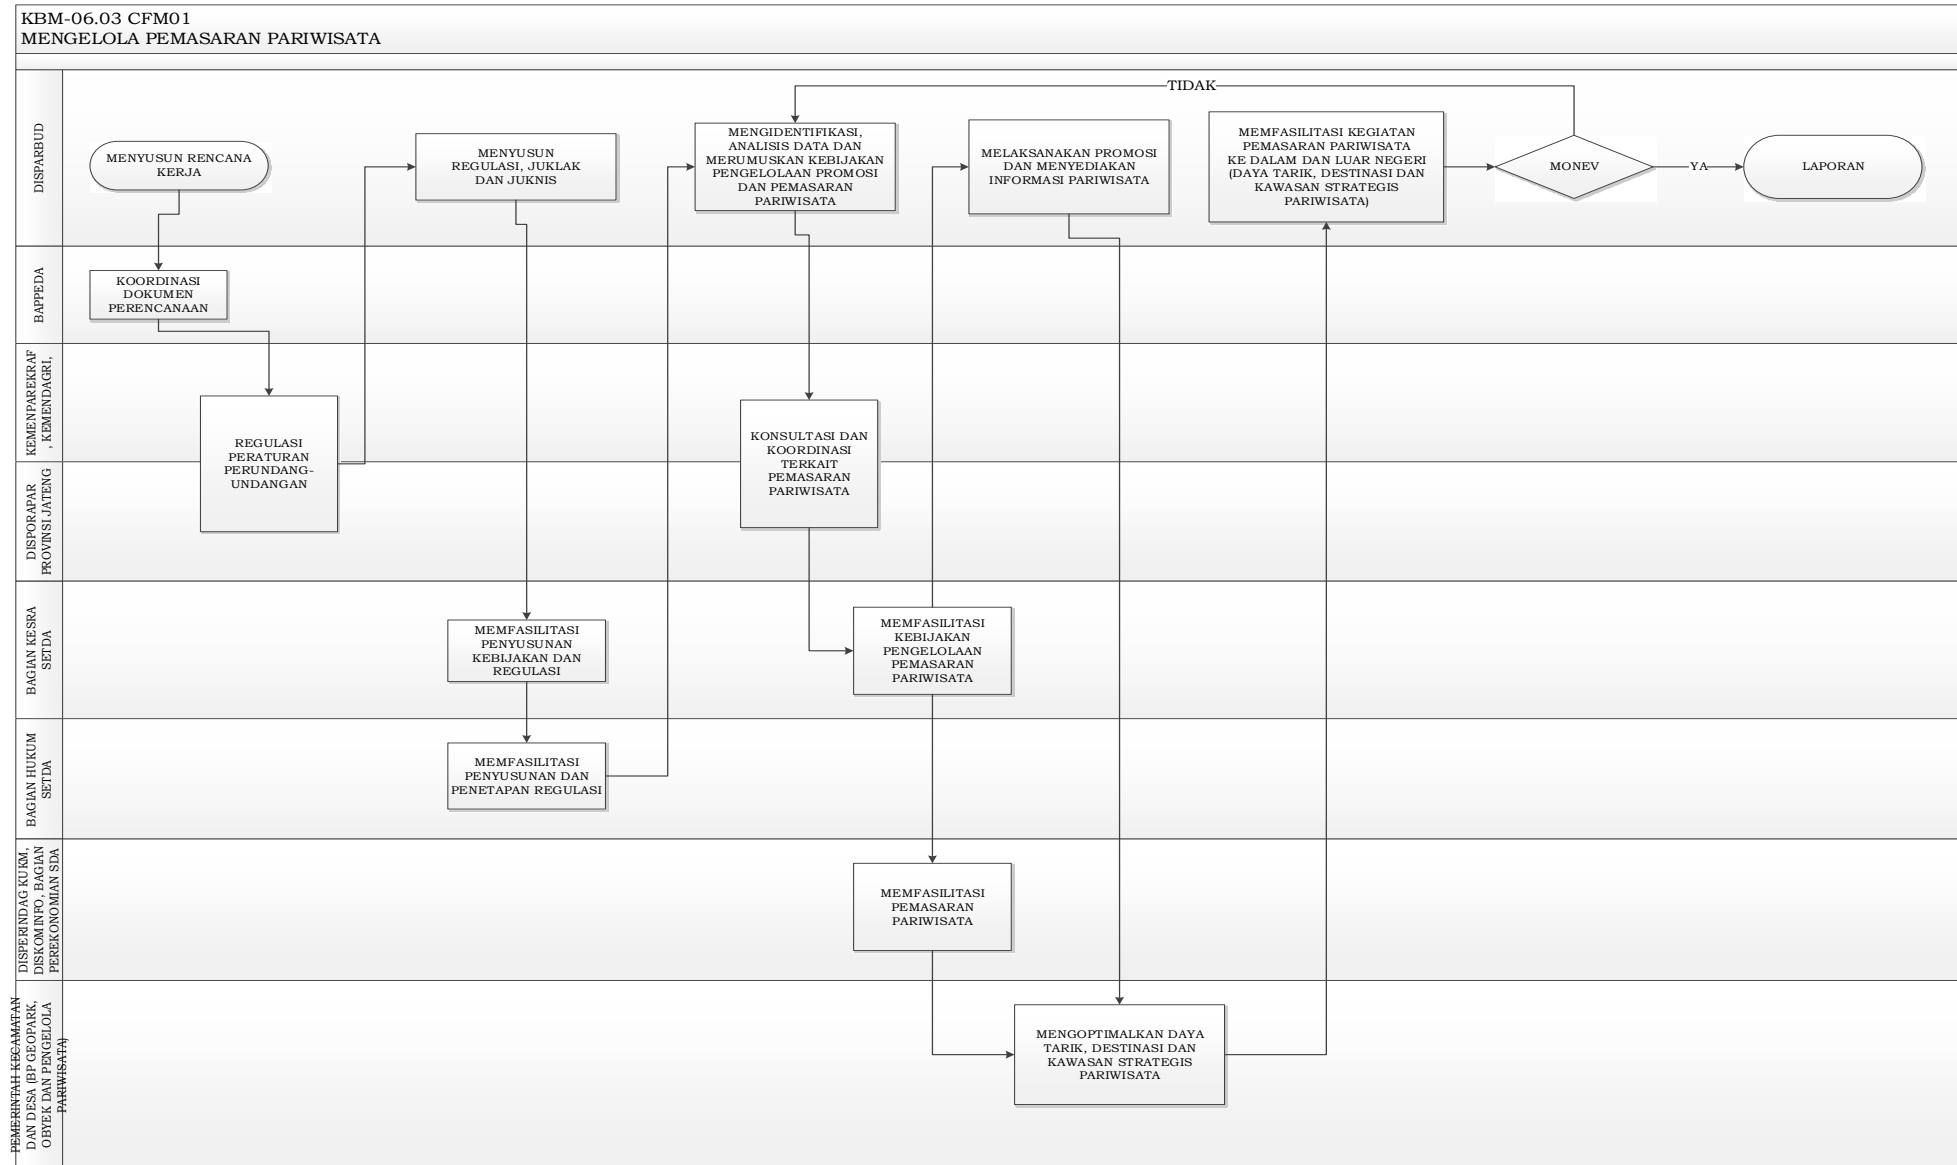 KBM-06.03 CFM01
MENGELOLA PEMASARAN PARIWISATA
DISPARBUD
MENYUSUN RENCANA
KERJA
MENYUSUN
REGULASI, JUKLAK
DAN JUKNIS
MENGIDENTIFIKASI,
ANALISIS DATA DAN
MERUMUSKAN KEBIJAKAN
PENGELOLAAN PROMOSI
DAN PEMASARAN
PARIWISATA
MELAKSANAKAN PROMOSI
DAN MENYEDIAKAN
INFORMASI PARIWISATA
TIDAK
MEMFASILITASI KEGIATAN
PEMASARAN PARIWISATA
KE DALAM DAN LUAR NEGERI
(DAYA TARIK, DESTINASI DAN
KAWASAN STRATEGIS
PARIWISATA)
MONEV
YA
LAPORAN
BAPPEDA
KOORDINASI
DOKUMEN
PERENCANAAN
KEMENPAREKRAF
, KEMENDAGRI,
REGULASI
PERATURAN
PERUNDANG-
UNDANGAN
KONSULTASI DAN
KOORDINASI
TERKAIT
PEMASARAN
PARIWISATA
DISPORAPAR
PROVINSI JATENG
BAGIAN KESRA
SETDA
MEMFASILITASI
PENYUSUNAN
KEBIJAKAN DAN
REGULASI
MEMFASILITASI
KEBIJAKAN
PENGELOLAAN
PEMASARAN
PARIWISATA
BAGIAN HUKUM
SETDA
MEMFASILITASI
PENYUSUNAN DAN
PENETAPAN REGULASI
DISPERINDAG KUKM,
DISKOMINFO, BAGIAN
PEREKONOMIAN SDA
MEMFASILITASI
PEMASARAN
PARIWISATA
PEMERINTAH KECAMATAN
DAN DESA (BP GEOPARK,
OBYEK DAN PENGELOLA
PARIWISATA)
MENGOPTIMALKAN DAYA
TARIK, DESTINASI DAN
KAWASAN STRATEGIS
PARIWISATA